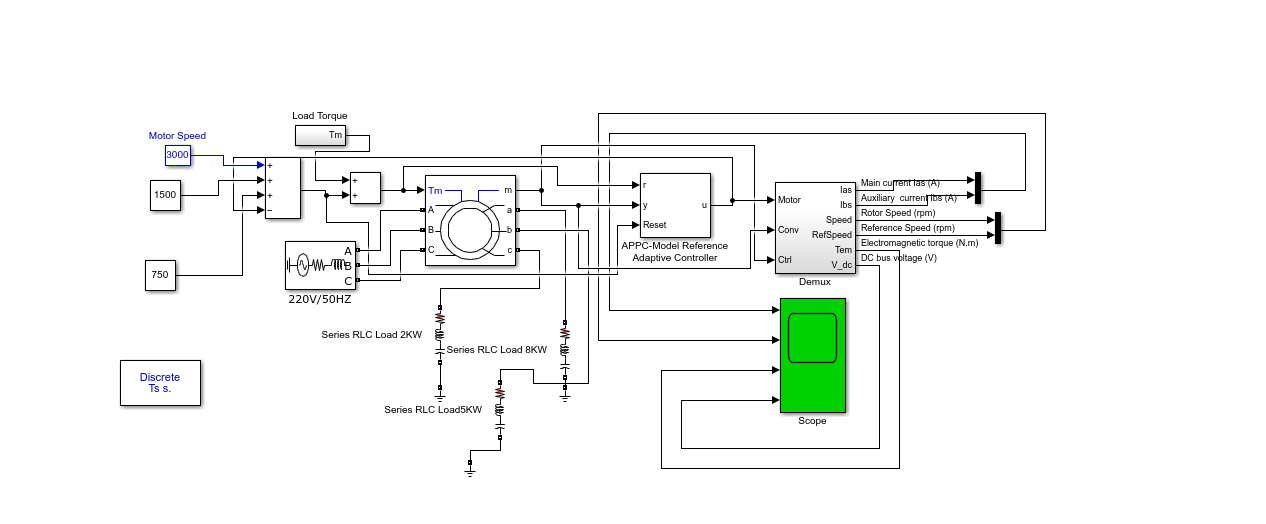 Load Torque
Tm
Motor Speed
3000
1500
750
+
+
+
−
+
+
Tm
A
B
C
m
a
b
c
A
B
C
220V/50HZ
r
y
Reset
u
APPC-Model Reference
Adaptive Controller
Motor
Conv
Ctrl
Ias
Ibs
Speed
RefSpeed
Tem
V_dc
Demux
Main current Ias (A)
Auxiliary current Ibs (A)
Rotor Speed (rpm)
Reference Speed (rpm)
Electromagnetic torque (N.m)
DC bus voltage (V)
Series RLC Load 2KW
Series RLC Load 8KW
Series RLC Load5KW
Discrete
Ts s.
Scope